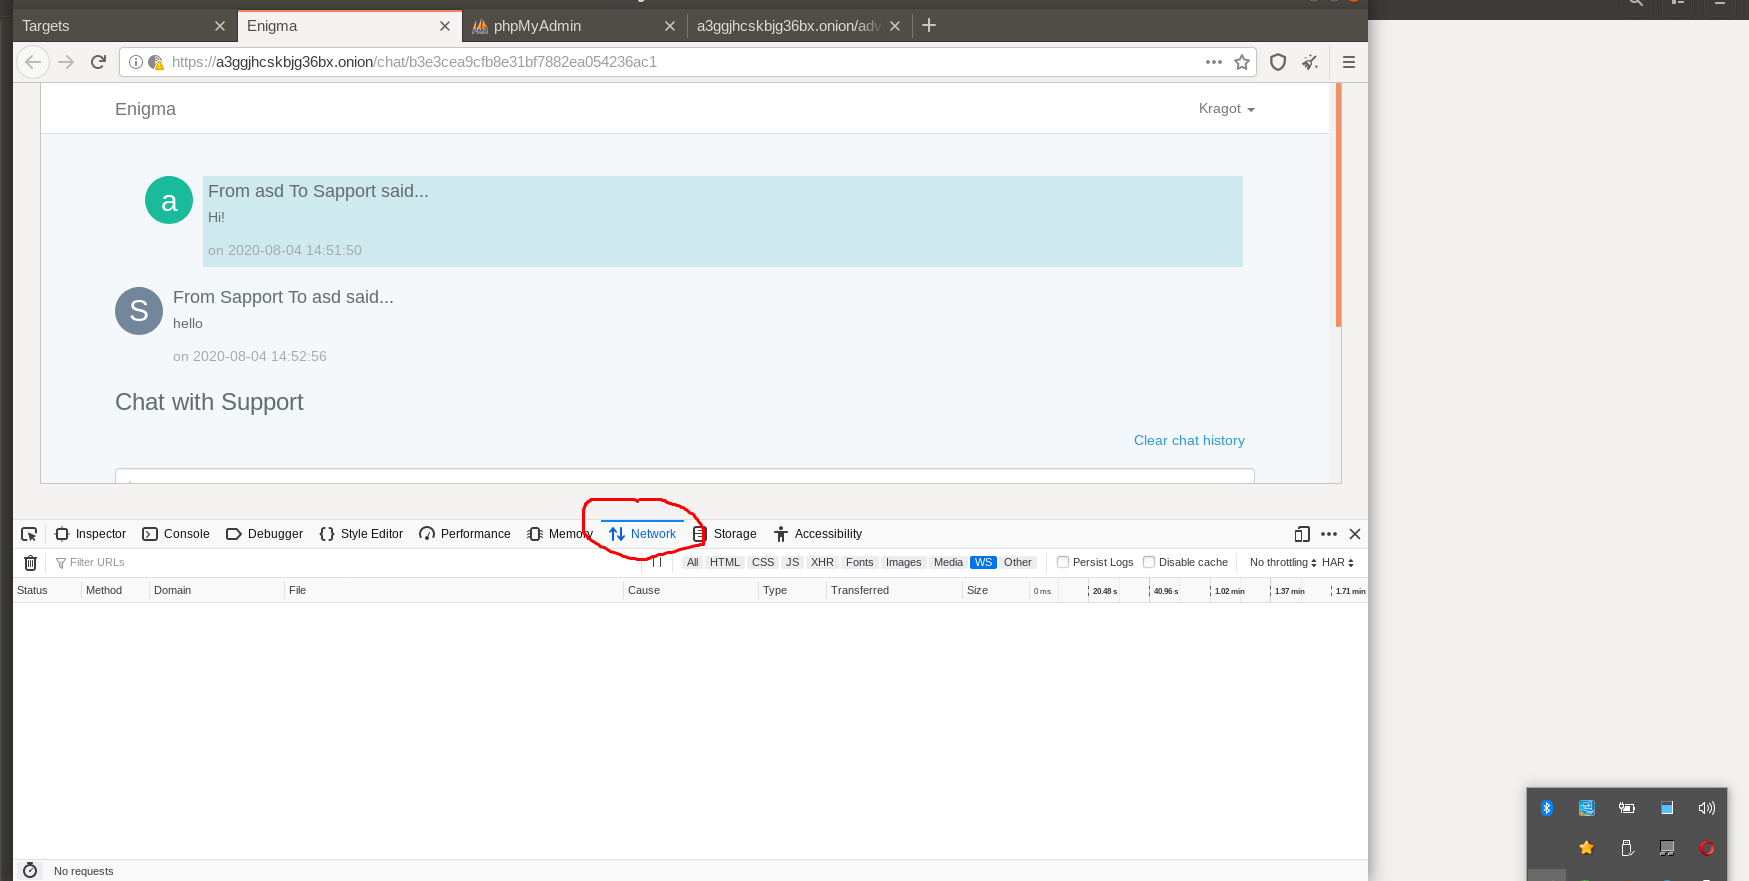 Targets
Enigma
phpMyAdmin
a3ggjhcskbjg36bx.onion/adv
https://a3ggjhcskbjg36bx.onion/chat/b3e3cea9cfb8e31bf7882ea054236ac1
Enigma
Kragot
a
From asd To Sapport said...
Hi!
on 2020-08-04 14:51:50
S
From Sapport To asd said...
hello
on 2020-08-04 14:52:56
Chat with Support
Clear chat history
Inspector Console Debugger Style Editor Performance Memory Network Storage Accessibility
Filter URLs
All HTML CSS JS XHR Fonts Images Media WS Other Persist Logs Disable cache No throttling HAR
Status Method Domain File Cause Type Transferred Size 0 ms 20.48 s 40.96 s 1.02 min 1.37 min 1.71 min
No requests